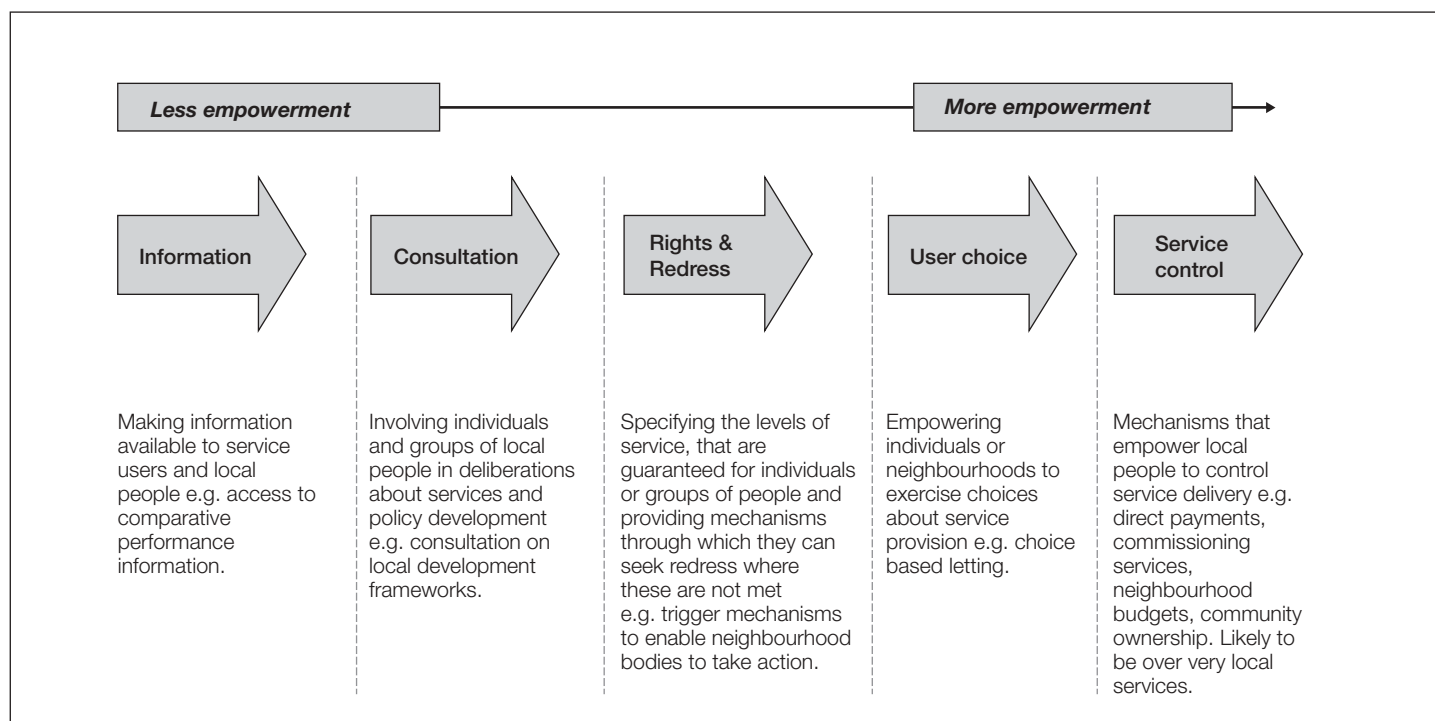 Less empowerment
More empowerment
Information
Consultation
Rights &
Redress
User choice
Service
control
Making information
available to service
users and local
people e.g. access to
comparative
performance
information.
Involving individuals
and groups of local
people in deliberations
about services and
policy development
e.g. consultation on
local development
frameworks.
Specifying the levels of
service, that are
guaranteed for individuals
or groups of people and
providing mechanisms
through which they can
seek redress where
these are not met
e.g. trigger mechanisms
to enable neighbourhood
bodies to take action.
Empowering
individuals or
neighbourhoods to
exercise choices
about service
provision e.g. choice
based letting.
Mechanisms that
empower local
people to control
service delivery e.g.
direct payments,
commissioning
services,
neighbourhood
budgets, community
ownership. Likely to
be over very local
services.